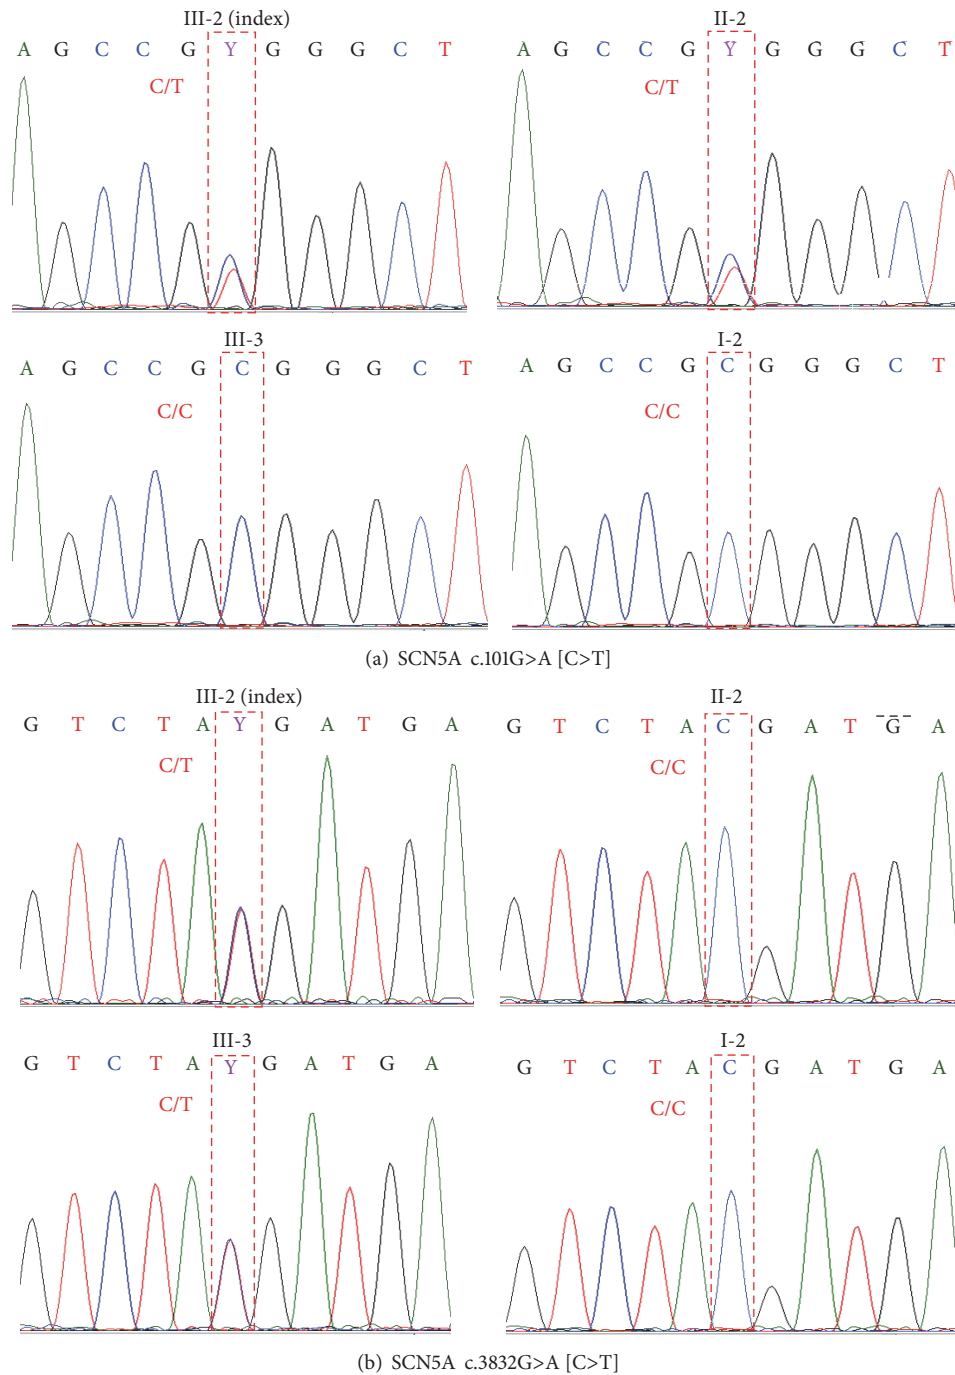 III-2 (index)
A G C C G Y G G G C T
C/T
II-2
A G C C G Y G G G C T
C/T
III-3
A G C C G C G G G C T
C/C
I-2
A G C C G C G G G C T
C/C
(a) SCN5A c.101G>A [C>T]
III-2 (index)
G T C T A Y G A T G A
C/T
II-2
G T C T A C G A T G A
C/C
III-3
G T C T A Y G A T G A
C/T
I-2
G T C T A C G A T G A
C/C
(b) SCN5A c.3832G>A [C>T]